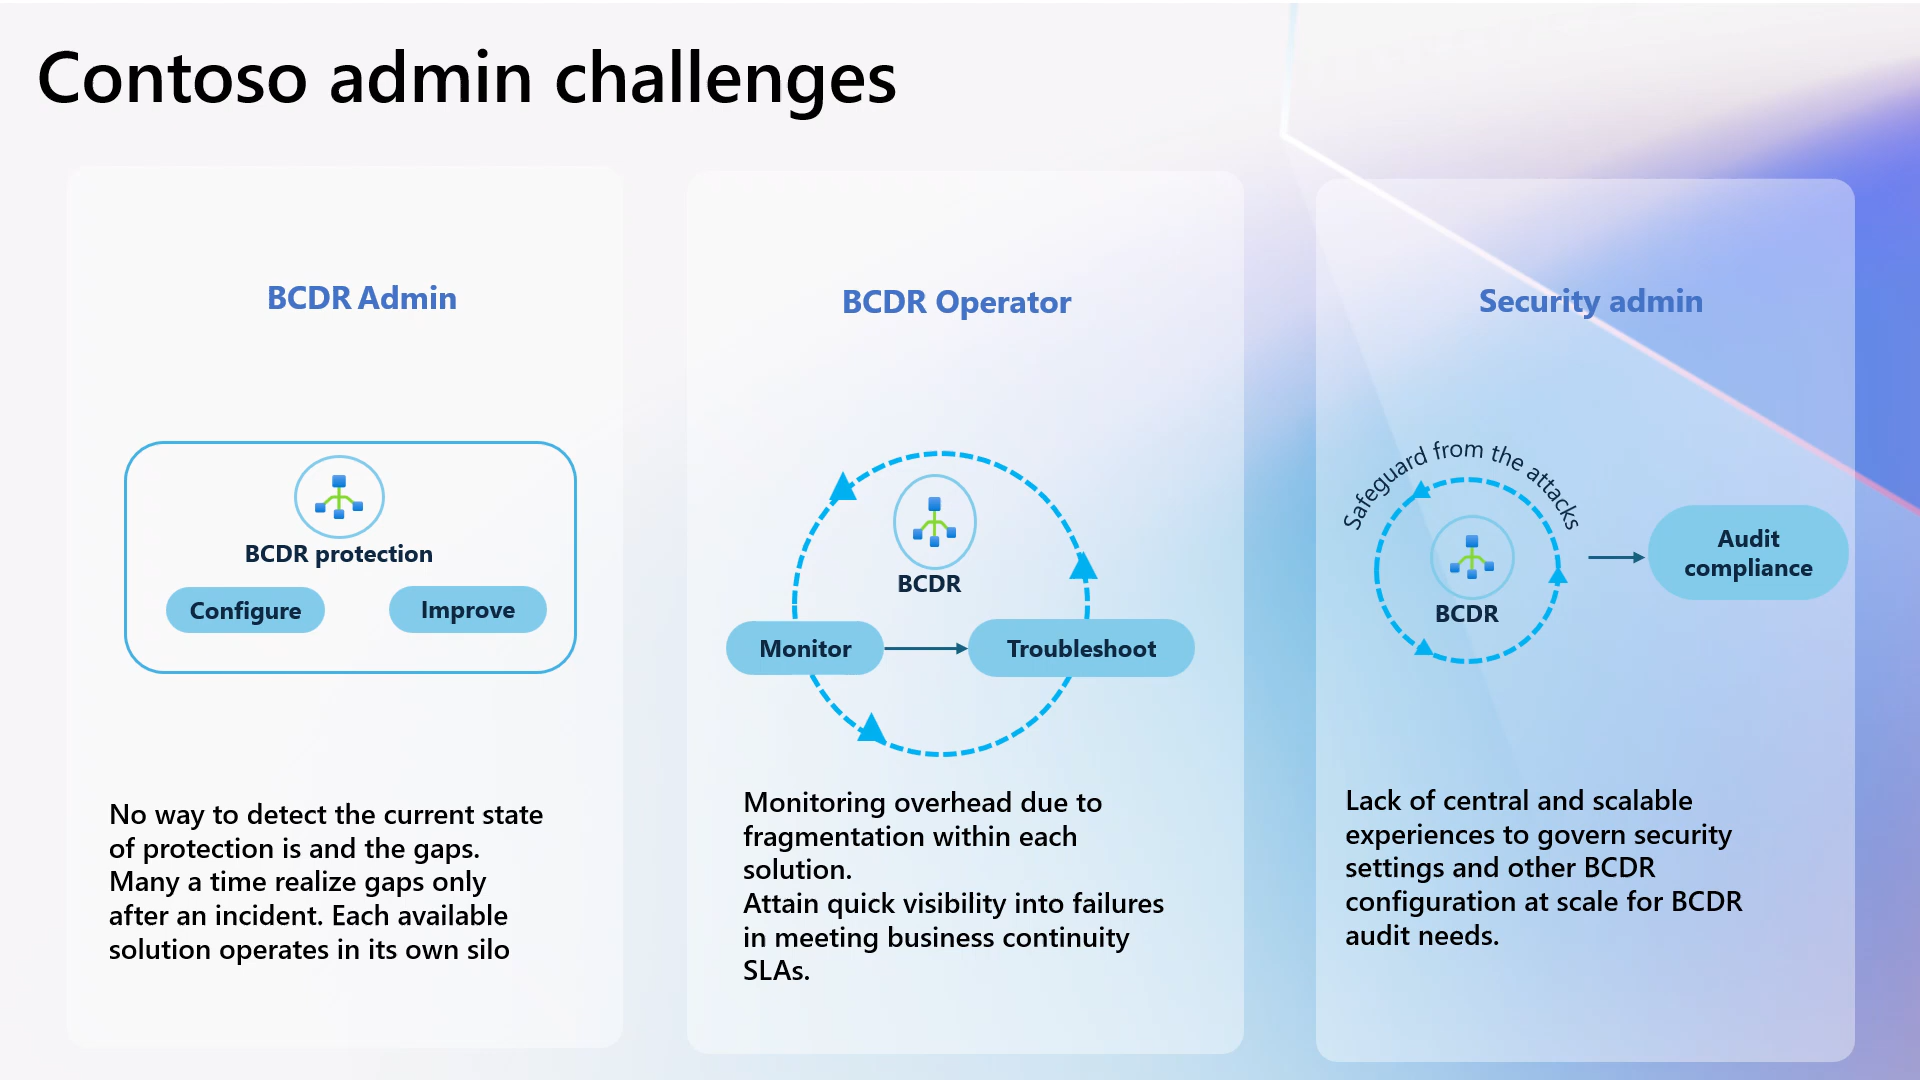 Contoso admin challenges
BCDR Admin
BCDR protection
Configure
Improve
No way to detect the current state
of protection is and the gaps.
Many a time realize gaps only
after an incident. Each available
solution operates in its own silo
BCDR Operator
BCDR
Monitor
Troubleshoot
Monitoring overhead due to
fragmentation within each
solution.
Attain quick visibility into failures
in meeting business continuity
SLAs.
Security admin
Safeguard from the attacks
BCDR
Audit
compliance
Lack of central and scalable
experiences to govern security
settings and other BCDR
configuration at scale for BCDR
audit needs.